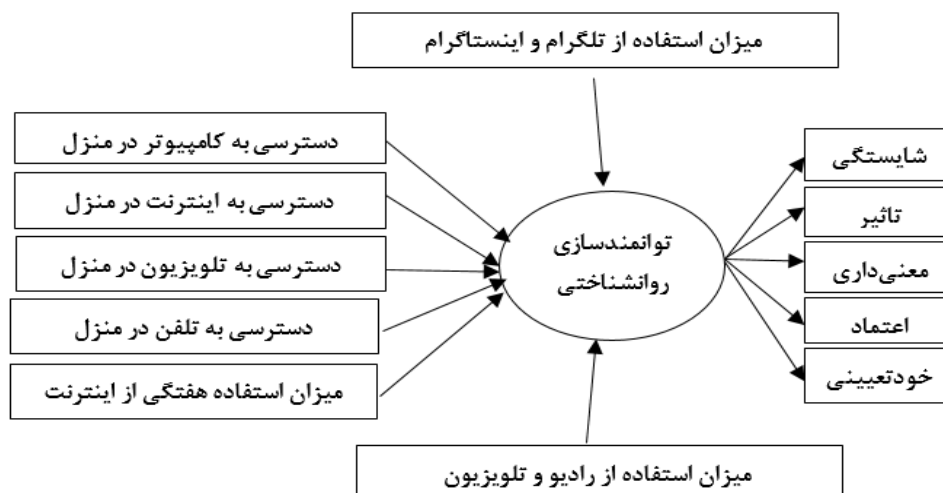 میزان استفاده از تلگرام و اینستاگرام
دسترسی به کامپیوتر در منزل
دسترسی به اینترنت در منزل
دسترسی به تلویزیون در منزل
دسترسی به تلفن در منزل
میزان استفاده هفتگی از اینترنت
توانمندسازی
روانشناختی
شایستگی
تاثیر
معنی‌داری
اعتماد
خودتعیینی
میزان استفاده از رادیو و تلویزیون